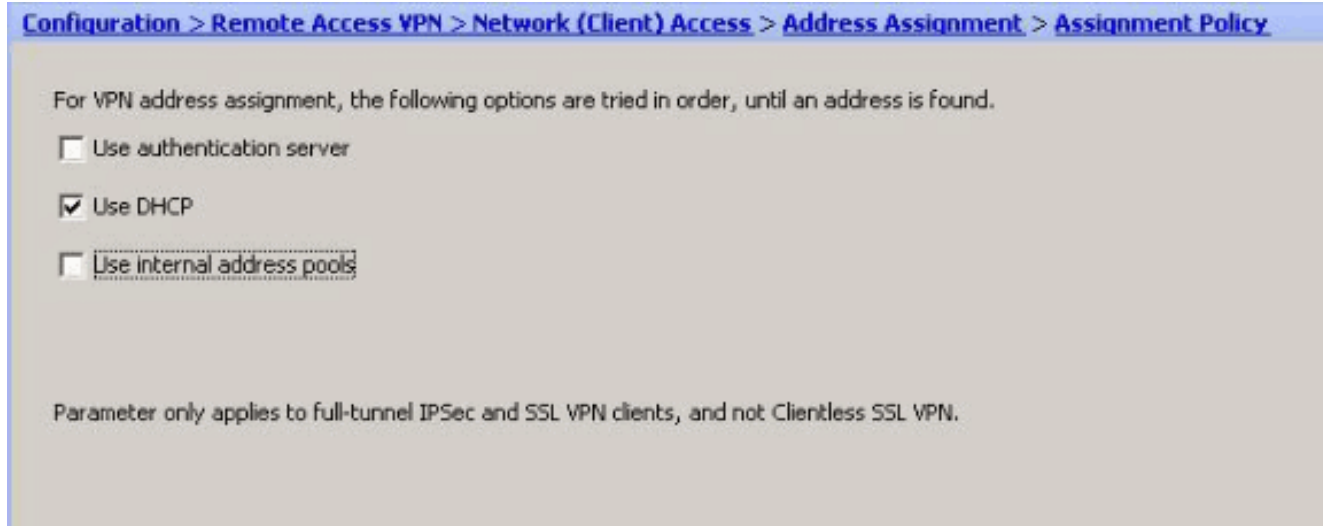 Configuration > Remote Access VPN > Network (Client) Access > Address Assignment > Assignment Policy
For VPN address assignment, the following options are tried in order, until an address is found.
Use authentication server
Use DHCP
Use internal address pools
Parameter only applies to full-tunnel IPSec and SSL VPN clients, and not Clientless SSL VPN.